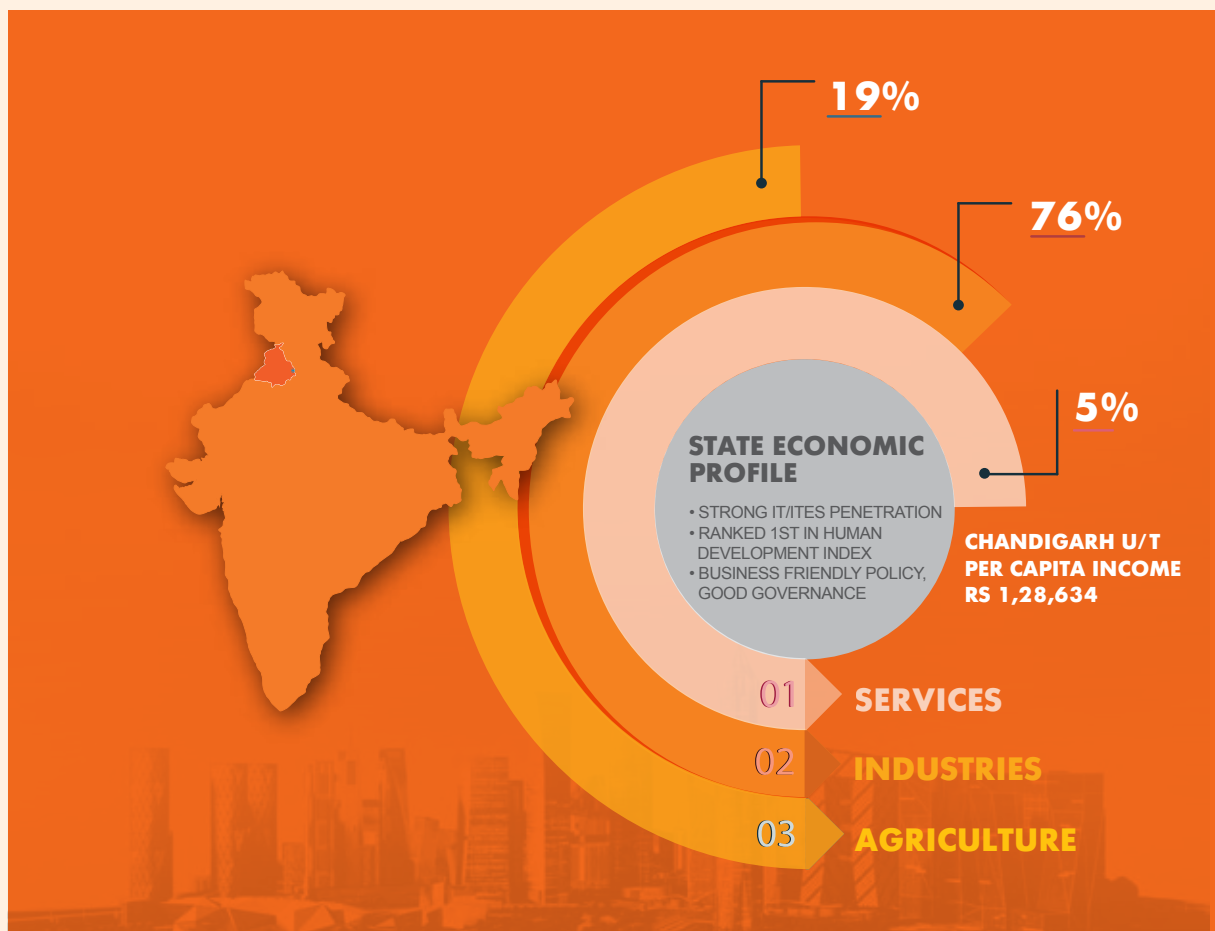 19%
76%
5%
STATE ECONOMIC
PROFILE
• STRONG IT/ITES PENETRATION
• RANKED 1ST IN HUMAN
DEVELOPMENT INDEX
• BUSINESS FRIENDLY POLICY,
GOOD GOVERNANCE
CHANDIGARH U/T
PER CAPITA INCOME
RS 1,28,634
01 SERVICES
02 INDUSTRIES
03 AGRICULTURE